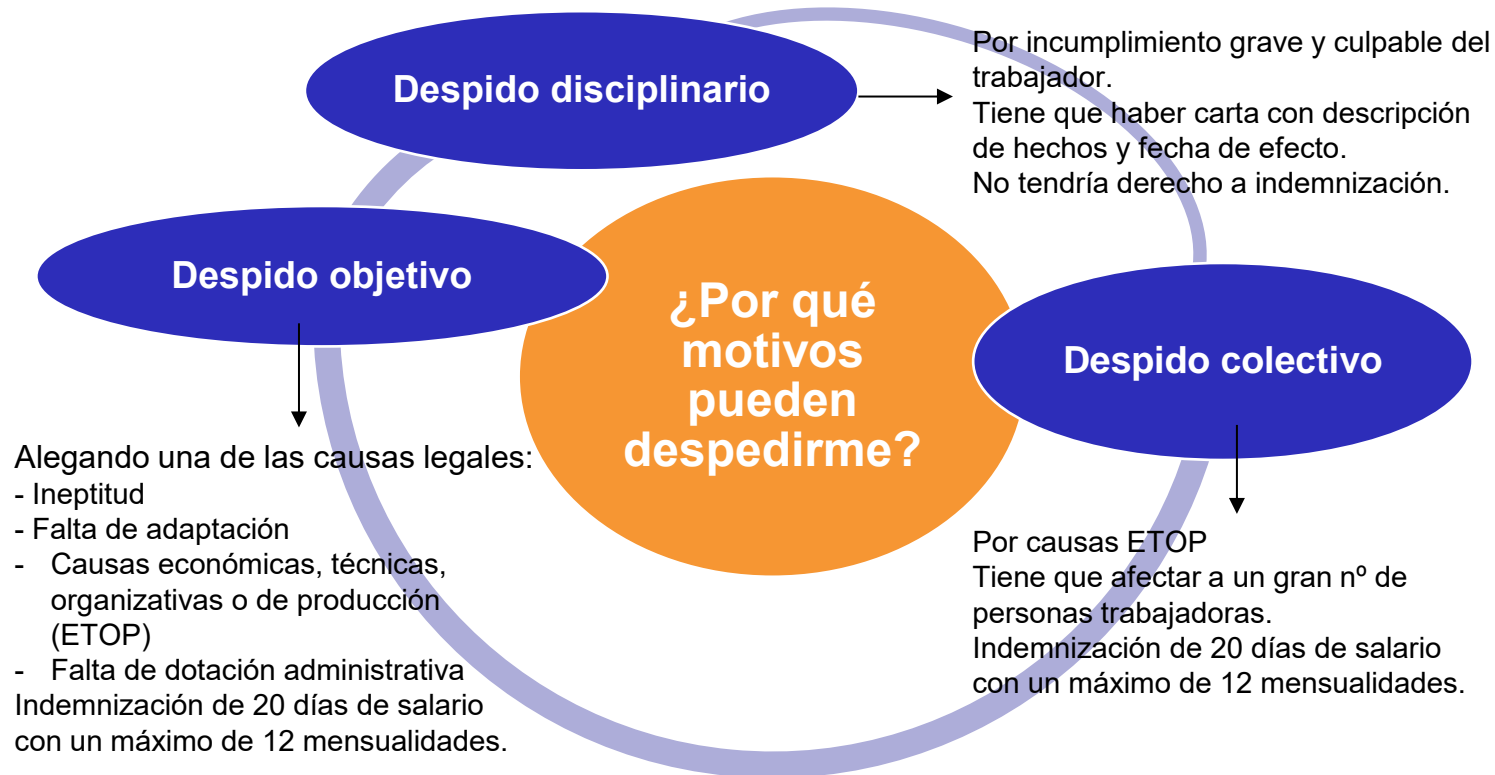 Despido disciplinario
Por incumplimiento grave y culpable del
trabajador.
Tiene que haber carta con descripción
de hechos y fecha de efecto.
No tendría derecho a indemnización.
Despido objetivo
¿Por qué
motivos
pueden
despedirme?
Despido colectivo
Alegando una de las causas legales:
- Ineptitud
- Falta de adaptación
- Causas económicas, técnicas,
organizativas o de producción
(ETOP)
- Falta de dotación administrativa
Indemnización de 20 días de salario
con un máximo de 12 mensualidades.
Por causas ETOP
Tiene que afectar a un gran nº de
personas trabajadoras.
Indemnización de 20 días de salario
con un máximo de 12 mensualidades.